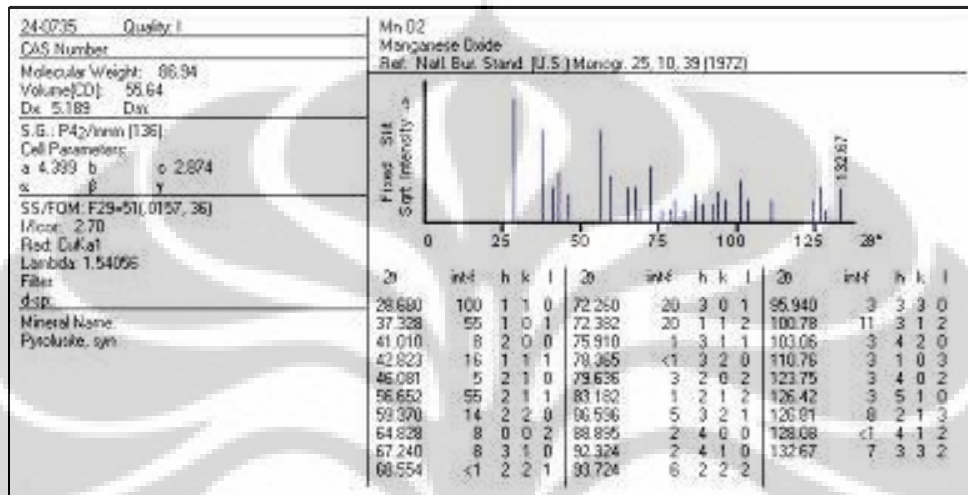 24-0735 Quality: I
CAS Number:
Molecular Weight: 86.94
Volume[CD]: 55.64
Dx: 5.189 Dm:
S.G.: P42/mnm (136)
Cell Parameters:
a 4.399 b c 2.874
α β γ
SS/FOM: F29=51(.0157, 36)
I/Icor: 2.70
Rad: CuKa1
Lambda: 1.54056
Filter:
d-sp:
Mineral Name:
Pyrolusite, syn
Mn O2
Manganese Oxide
Ref: Natl. Bur. Stand. (U.S.) Monogr. 25, 10, 39 (1972)
Fixed Slit
Sqrt. Intensity ->
132.67
0 25 50 75 100 125 2θ°
2θ int-f h k l 2θ int-f h k l 2θ int-f h k l
28.680 100 1 1 0 72.260 20 3 0 1 95.940 3 3 3 0
37.328 55 1 0 1 72.382 20 1 1 2 100.78 11 3 1 2
41.010 8 2 0 0 75.910 1 3 1 1 103.06 3 4 2 0
42.823 16 1 1 1 78.365 <1 3 2 0 110.76 3 1 0 3
46.081 5 2 1 0 79.636 3 2 0 2 123.75 3 4 0 2
56.652 55 2 1 1 83.182 1 2 1 2 126.42 3 5 1 0
59.370 14 2 2 0 86.596 5 3 2 1 126.81 8 2 1 3
64.828 8 0 0 2 88.895 2 4 0 0 128.08 <1 4 1 2
67.240 8 3 1 0 92.324 2 4 1 0 132.67 7 3 3 2
68.554 <1 2 2 1 93.724 6 2 2 2